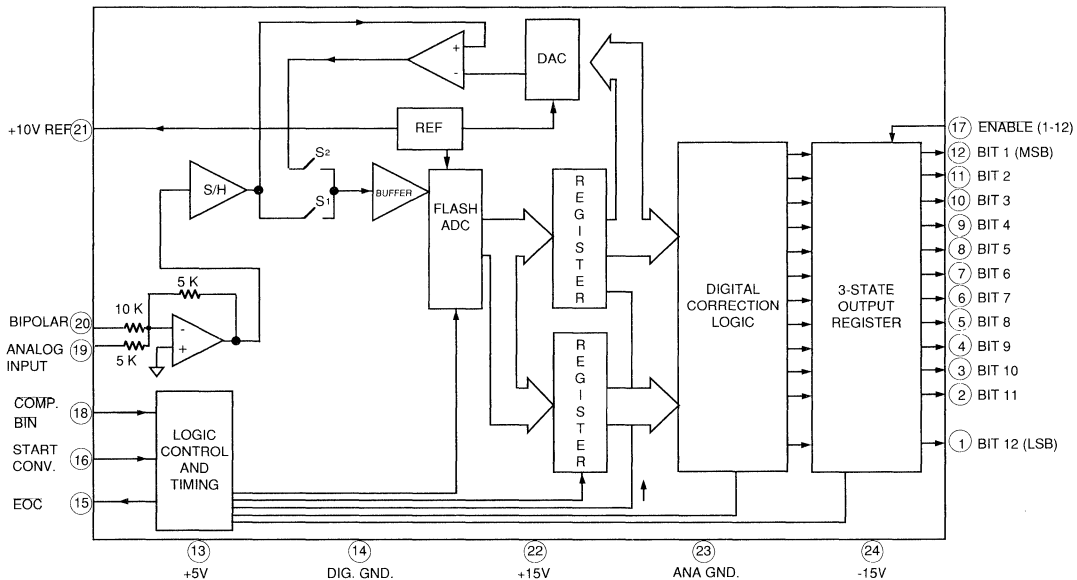 +
-
DAC
+10V REF 21
REF
17 ENABLE (1-12)
12 BIT 1 (MSB)
11 BIT 2
10 BIT 3
9 BIT 4
8 BIT 5
7 BIT 6
6 BIT 7
5 BIT 8
4 BIT 9
3 BIT 10
2 BIT 11
1 BIT 12 (LSB)
S2
S1
S/H
BUFFER
FLASH
ADC
REGISTER
REGISTER
DIGITAL
CORRECTION
LOGIC
3-STATE
OUTPUT
REGISTER
5 K
10 K
BIPOLAR 20
ANALOG
INPUT
19
5 K
-
+
COMP.
BIN
18
START
CONV.
16
EOC 15
LOGIC
CONTROL
AND
TIMING
13
+5V
14
DIG. GND.
22
+15V
23
ANA GND.
24
-15V